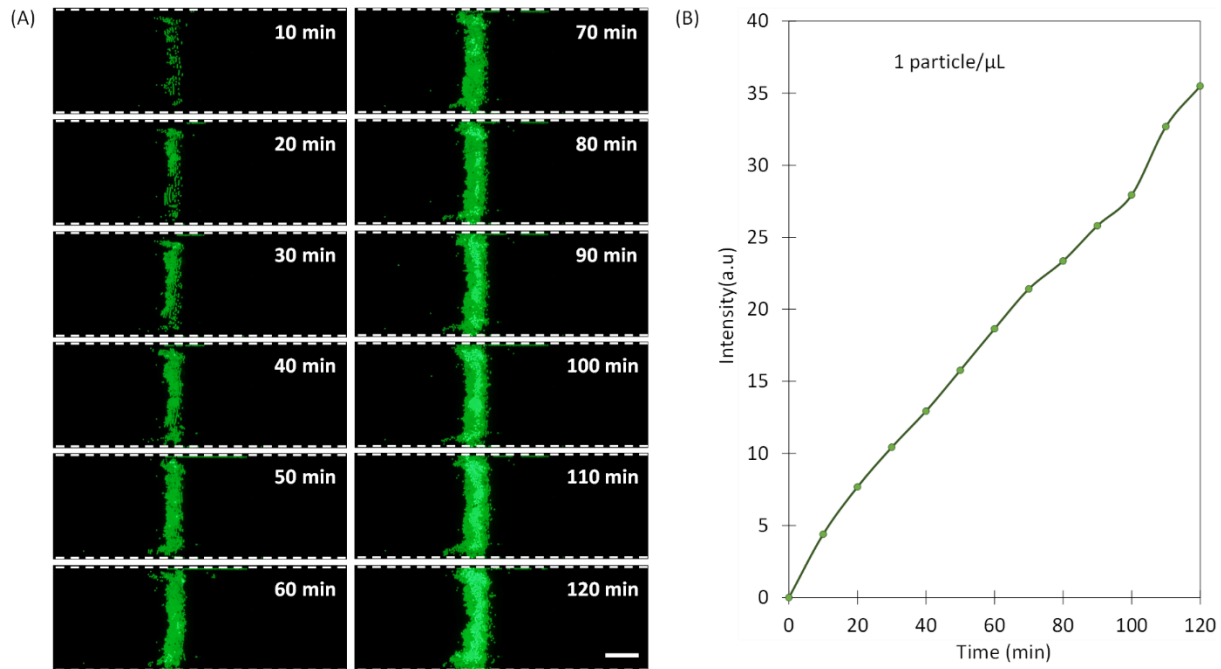 (A)
10 min
70 min
20 min
80 min
30 min
90 min
40 min
100 min
50 min
110 min
60 min
120 min
(B)
1 particle/µL
Intensity(a.u)
40
35
30
25
20
15
10
5
0
0 20 40 60 80 100 120
Time (min)